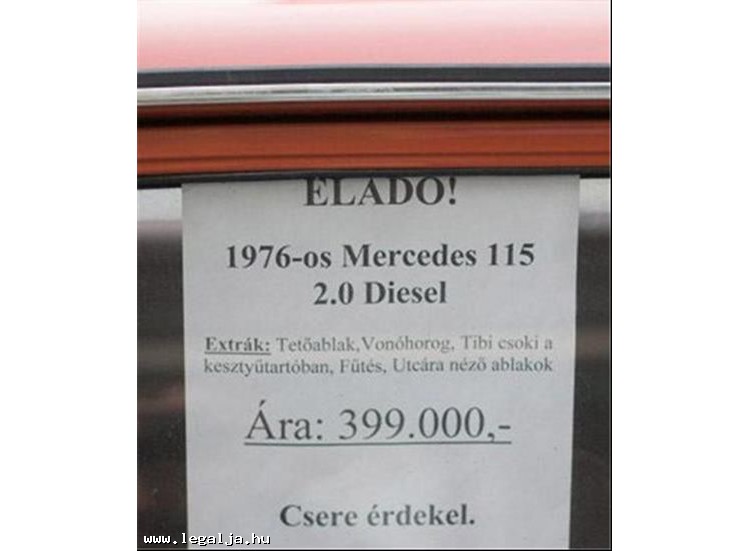 ELADÓ!
1976-os Mercedes 115
2.0 Diesel
Extrák: Tetőablak,Vonóhorog, Tibi csoki a
kesztyűtartóban, Fűtés, Utcára néző ablakok
Ára: 399.000,-
Csere érdekel.
www.legalja.hu